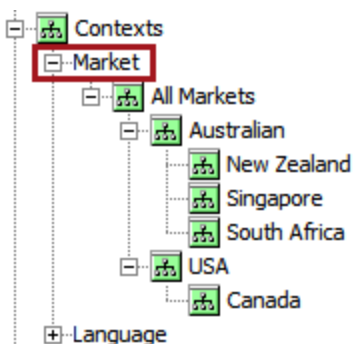 Contexts
Market
All Markets
Australian
New Zealand
Singapore
South Africa
USA
Canada
Language